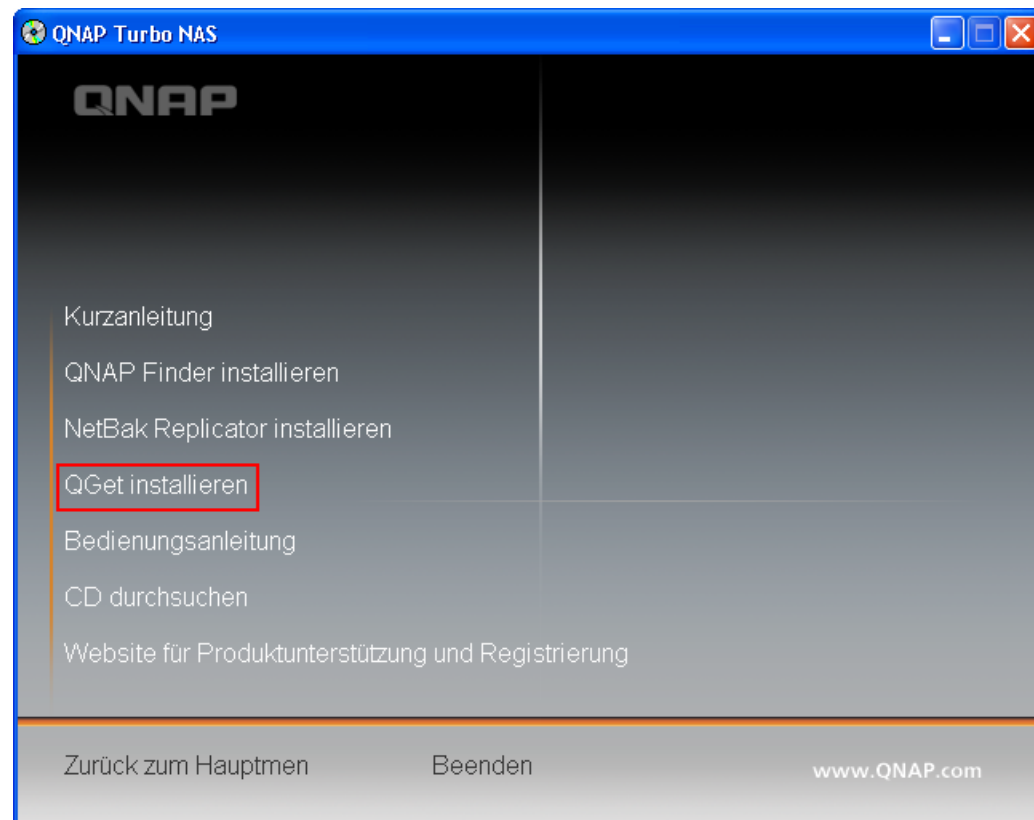 QNAP Turbo NAS
QNAP
Kurzanleitung
QNAP Finder installieren
NetBak Replicator installieren
QGet installieren
Bedienungsanleitung
CD durchsuchen
Website für Produktunterstützung und Registrierung
Zurück zum Hauptmen
Beenden
www.QNAP.com